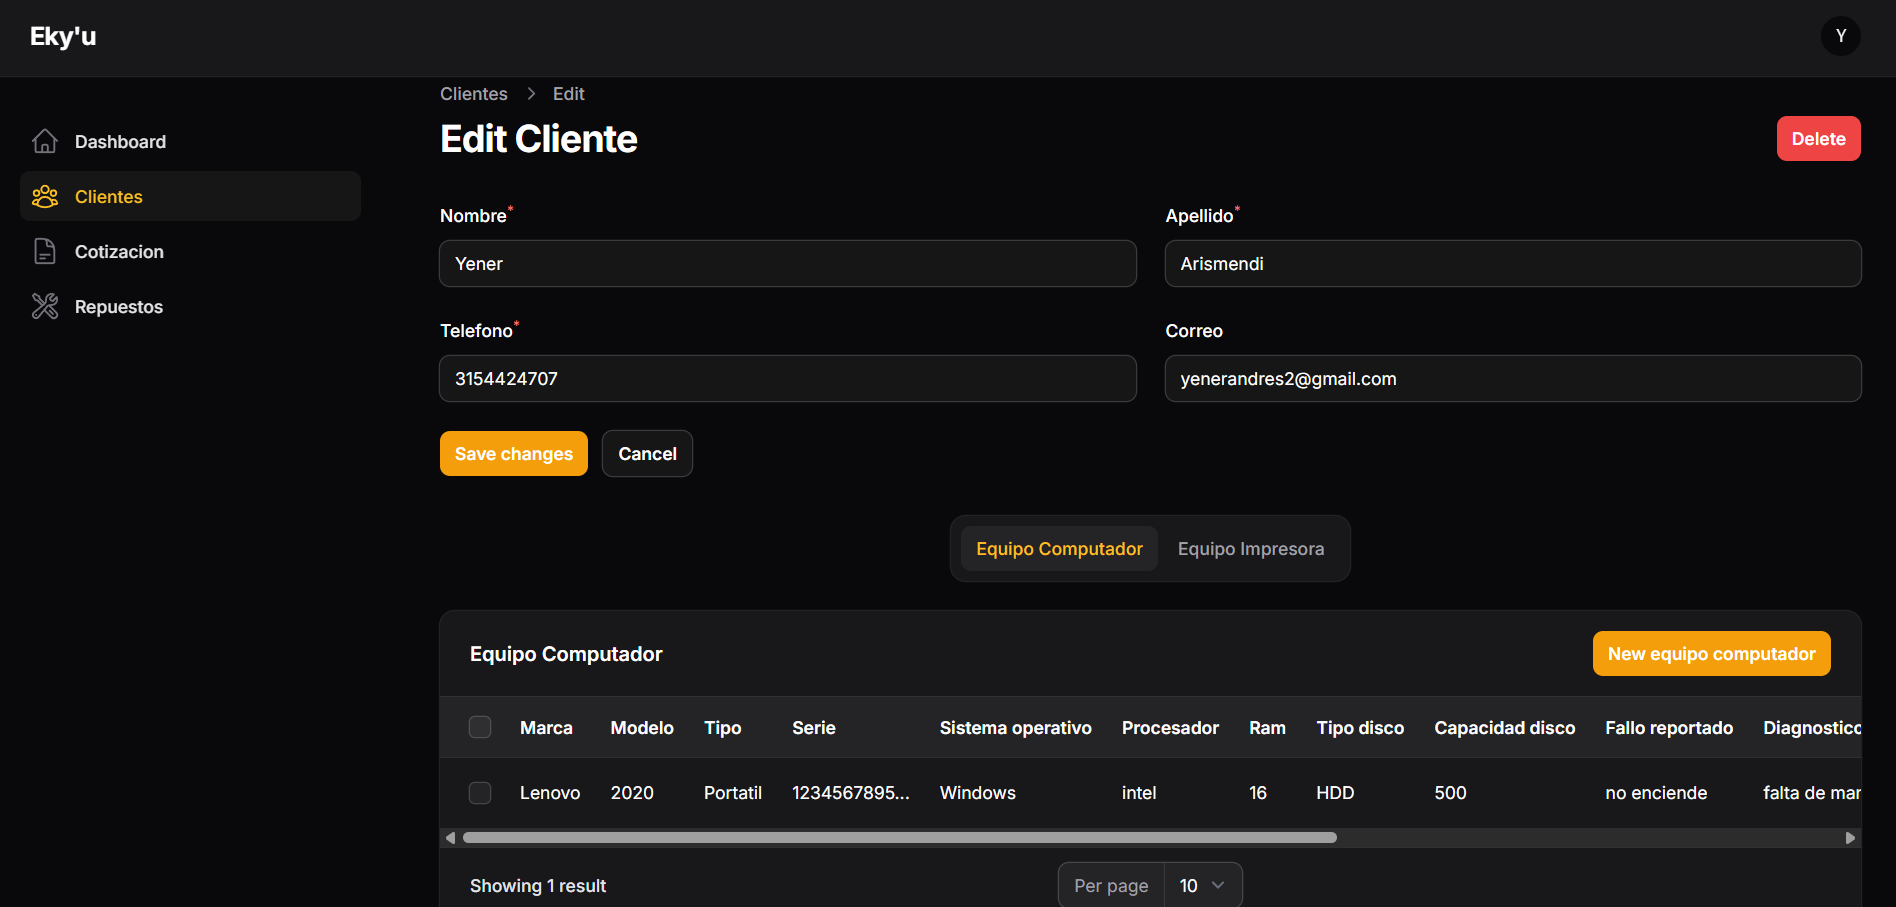 Eky'u
Y
Dashboard
Clientes
Cotizacion
Repuestos
Clientes > Edit
Edit Cliente
Delete
Nombre*
Apellido*
Yener
Arismendi
Telefono*
Correo
3154424707
yenerandres2@gmail.com
Save changes
Cancel
Equipo Computador
Equipo Impresora
Equipo Computador
New equipo computador
Marca Modelo Tipo Serie Sistema operativo Procesador Ram Tipo disco Capacidad disco Fallo reportado Diagnostico
Lenovo 2020 Portatil 1234567895... Windows intel 16 HDD 500 no enciende falta de
Showing 1 result
Per page 10